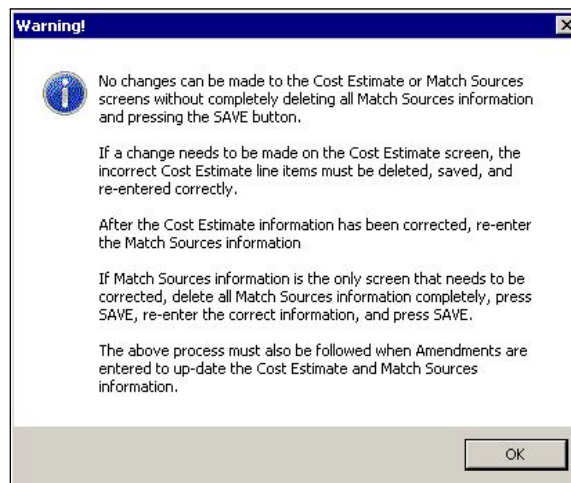 Warning!
No changes can be made to the Cost Estimate or Match Sources
screens without completely deleting all Match Sources information
and pressing the SAVE button.
If a change needs to be made on the Cost Estimate screen, the
incorrect Cost Estimate line items must be deleted, saved, and
re-entered correctly.
After the Cost Estimate information has been corrected, re-enter
the Match Sources information
If Match Sources information is the only screen that needs to be
corrected, delete all Match Sources information completely, press
SAVE, re-enter the correct information, and press SAVE.
The above process must also be followed when Amendments are
entered to up-date the Cost Estimate and Match Sources
information.
OK